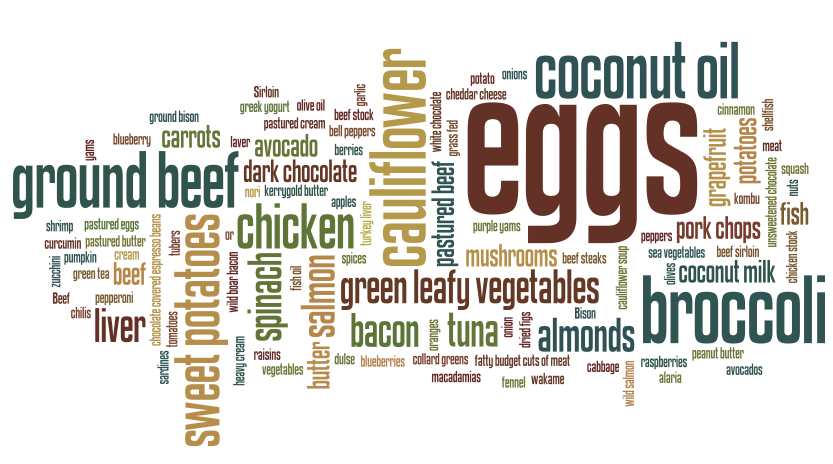 potato
onions
coconut oil
cauliflower
Sirloin
garlic
cheddar cheese
greek yogurt
olive oil
white chocolate
eggs
cinnamon
shellfish
ground bison
beef stock
pastured cream
bell peppers
grass fed
grapefruit
potatoes
yams
blueberry
carrots
laver
avocado
berries
meat
ground beef
dark chocolate
pastured beef
unsweetened chocolate
squash
nori
kerrygold butter
apples
kombu
nuts
turkey liver
fish
shrimp
pastured eggs
chocolate covered espresso beans
sweet potatoes
chicken
purple yams
peppers
pork chops
curcumin
pastured butter
tubers
or
zucchini
pumpkin
cream
wild boar bacon
spinach
fish oil
butter salmon
spices
mushrooms
beef steaks
cauliflower soup
sea vegetables
beef sirloin
chicken stock
green tea
beef
green leafy vegetables
olives
coconut milk
Beef
pepperoni
broccoli
chilis
liver
tomatoes
bacon
oranges
tuna
onion
dried figs
Bison
almonds
sardines
heavy cream
raisins
vegetables
dulse
blueberries
collard greens
fatty budget cuts of meat
cabbage
wild salmon
raspberries
peanut butter
macadamias
fennel
wakame
alaria
avocados